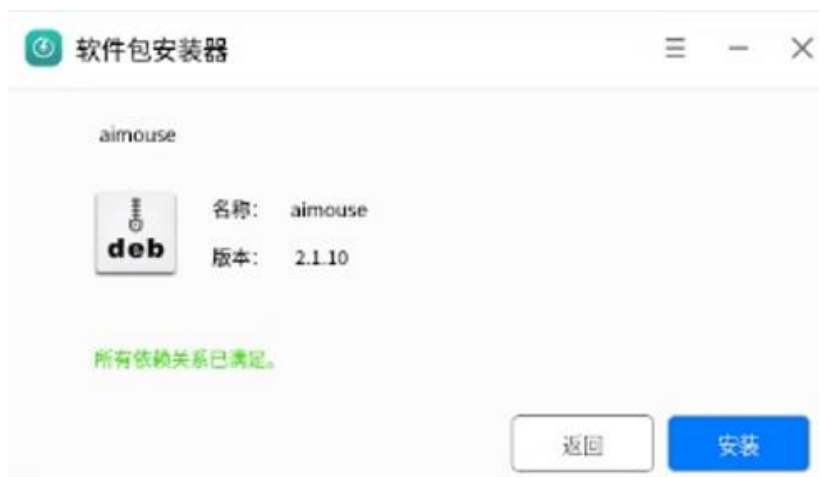 软件包安装器
aimouse
deb
名称： aimouse
版本： 2.1.10
所有依赖关系已满足。
返回 安装